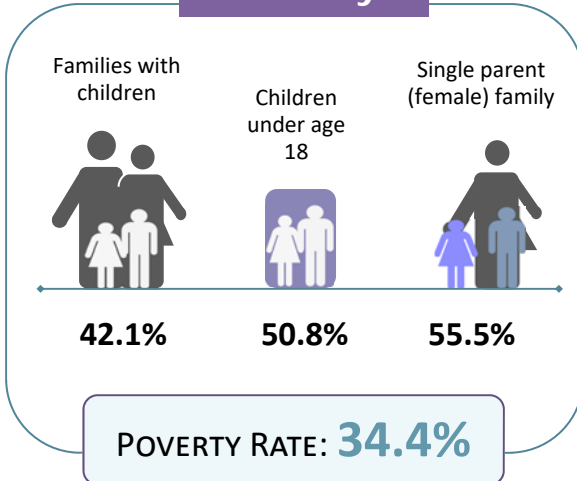 Families with
children
Children
under age
18
Single parent
(female) family
42.1%
50.8%
55.5%
POVERTY RATE: 34.4%